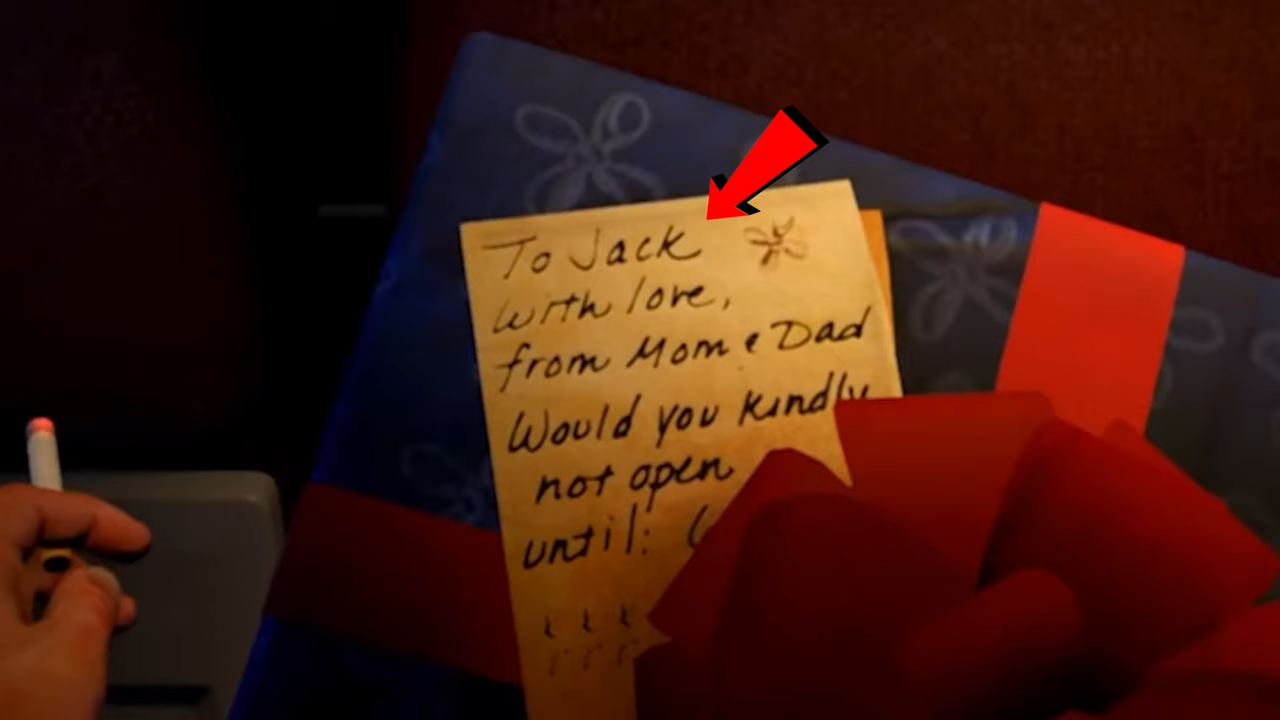 To Jack
with love,
from Mom & Dad
Would you kindly
not open
until: